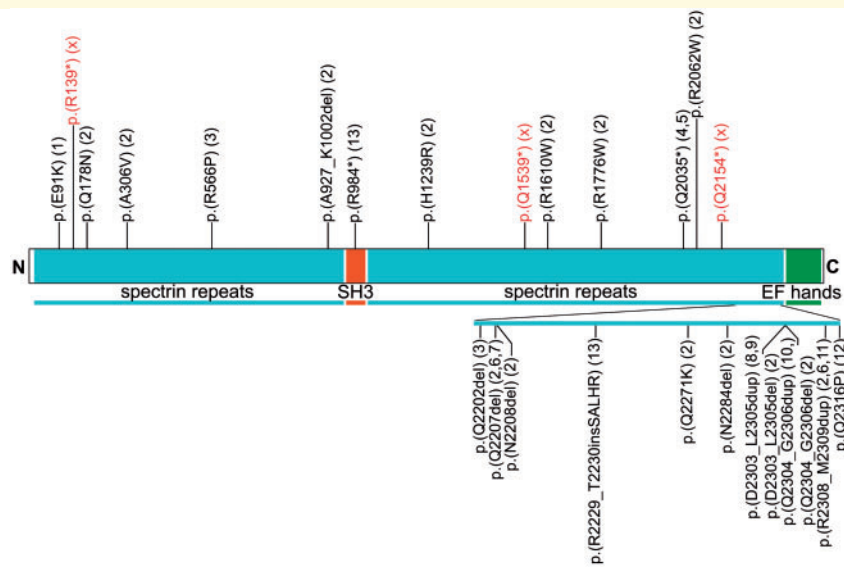 p.(E91K) (1)
p.(R139*) (x)
p.(Q178N) (2)
p.(A306V) (2)
p.(R566P) (3)
p.(A927_K1002del) (2)
p.(R984*) (13)
p.(H1239R) (2)
p.(Q1539*) (x)
p.(R1610W) (2)
p.(R1776W) (2)
p.(Q2035*) (4,5)
p.(R2062W) (2)
p.(Q2154*) (x)
N
C
spectrin repeats
SH3
spectrin repeats
EF hands
p.(Q2202del) (3)
p.(Q2207del) (2,6,7)
p.(N2208del) (2)
p.(R2229_T2230insSALHR) (13)
p.(Q2271K) (2)
p.(N2284del) (2)
p.(D2303_L2305dup) (8,9)
p.(D2303_L2305del) (2)
p.(Q2304_G2306dup) (10,)
p.(Q2304_G2306del) (2)
p.(R2308_M2309dup) (2,6,11)
p.(Q2316P) (12)